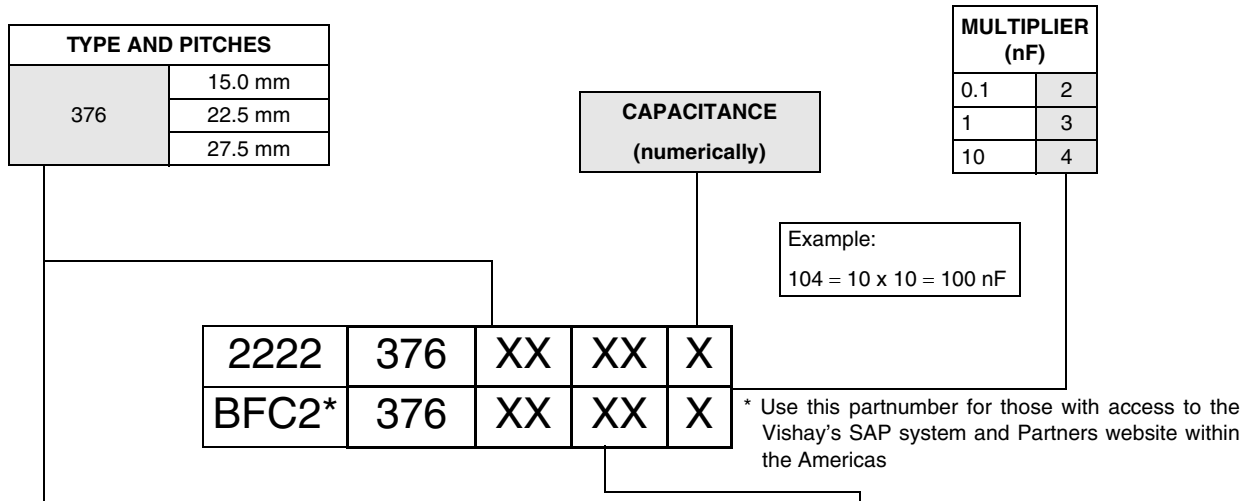 TYPE AND PITCHES
376
15.0 mm
22.5 mm
27.5 mm
CAPACITANCE
(numerically)
MULTIPLIER
(nF)
0.1 2
1 3
10 4
Example:
104 = 10 x 10 = 100 nF
2222 376 XX XX X
BFC2* 376 XX XX X
* Use this partnumber for those with access to the
Vishay's SAP system and Partners website within
the Americas